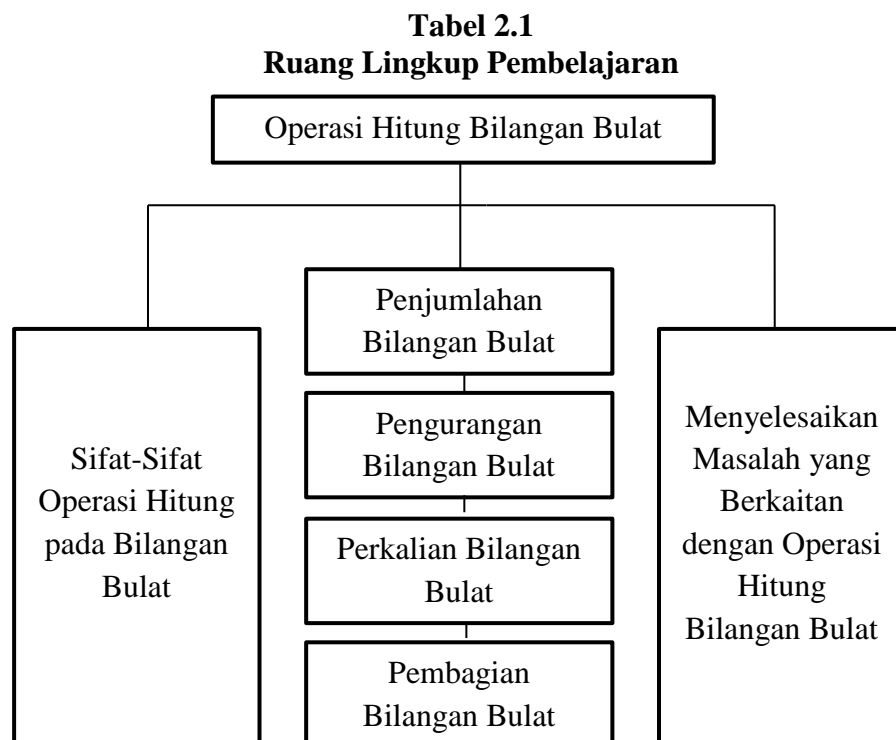 Tabel 2.1
Ruang Lingkup Pembelajaran
Operasi Hitung Bilangan Bulat
Sifat-Sifat
Operasi Hitung
pada Bilangan
Bulat
Penjumlahan
Bilangan Bulat
Pengurangan
Bilangan Bulat
Perkalian Bilangan
Bulat
Pembagian
Bilangan Bulat
Menyelesaikan
Masalah yang
Berkaitan
dengan Operasi
Hitung
Bilangan Bulat